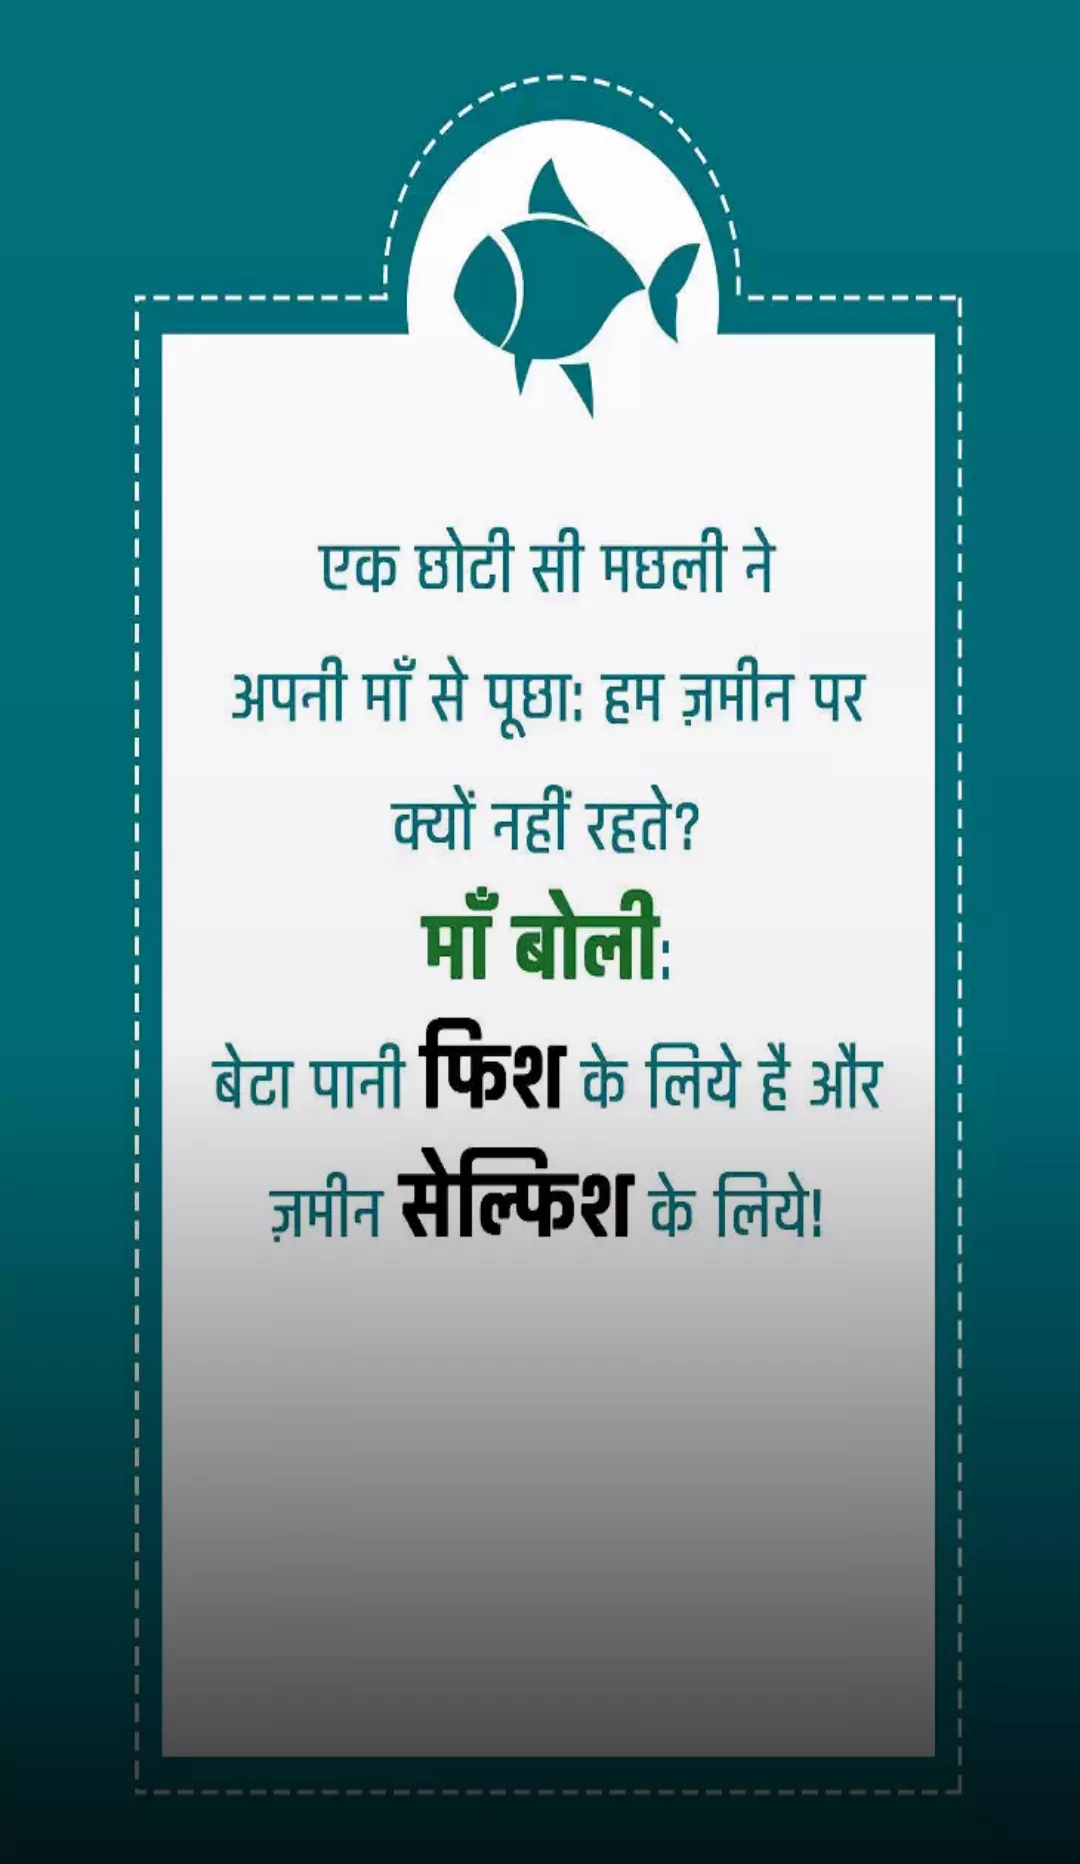 एक छोटी सी मछली ने
अपनी माँ से पूछा: हम ज़मीन पर
क्यों नहीं रहते?
माँ बोली:
बेटा पानी फिश के लिये है और
ज़मीन सेल्फिश के लिये!